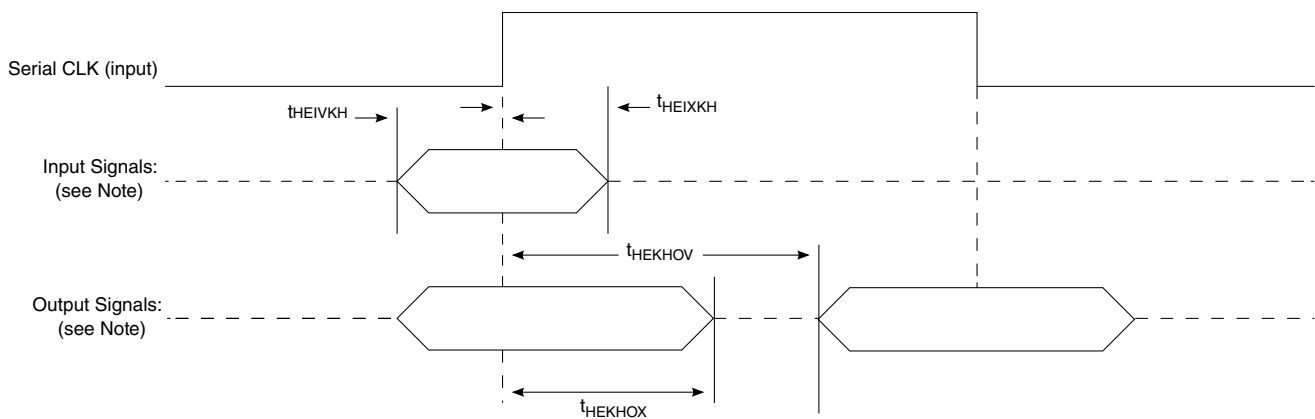 Serial CLK (input)
tHEIVKH
tHEIXKH
Input Signals:
(see Note)
tHEKHOV
Output Signals:
(see Note)
tHEKHOX